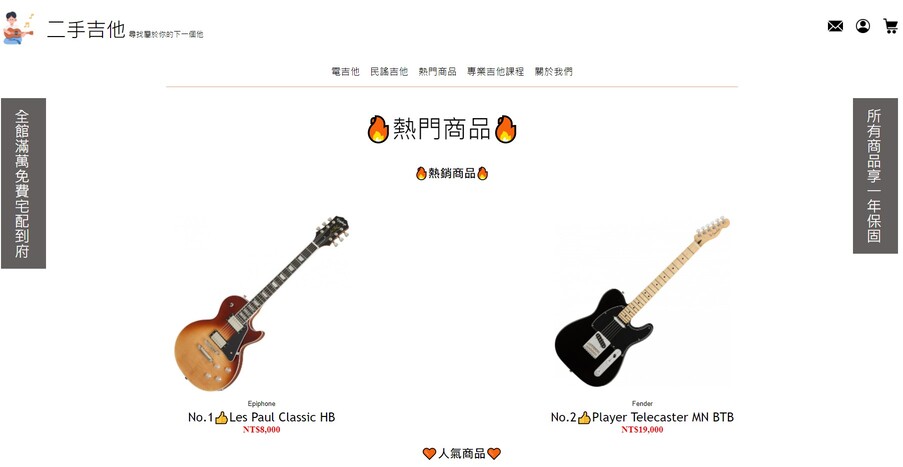 二手吉他 尋找屬於你的下一個他
電吉他 民謠吉他 熱門商品 專業吉他課程 關於我們
全館滿萬免費宅配到府
所有商品享一年保固
🔥熱門商品🔥
🔥熱銷商品🔥
Epiphone
No.1👍Les Paul Classic HB
NT$8,000
Fender
No.2👍Player Telecaster MN BTB
NT$19,000
🧡人氣商品🧡